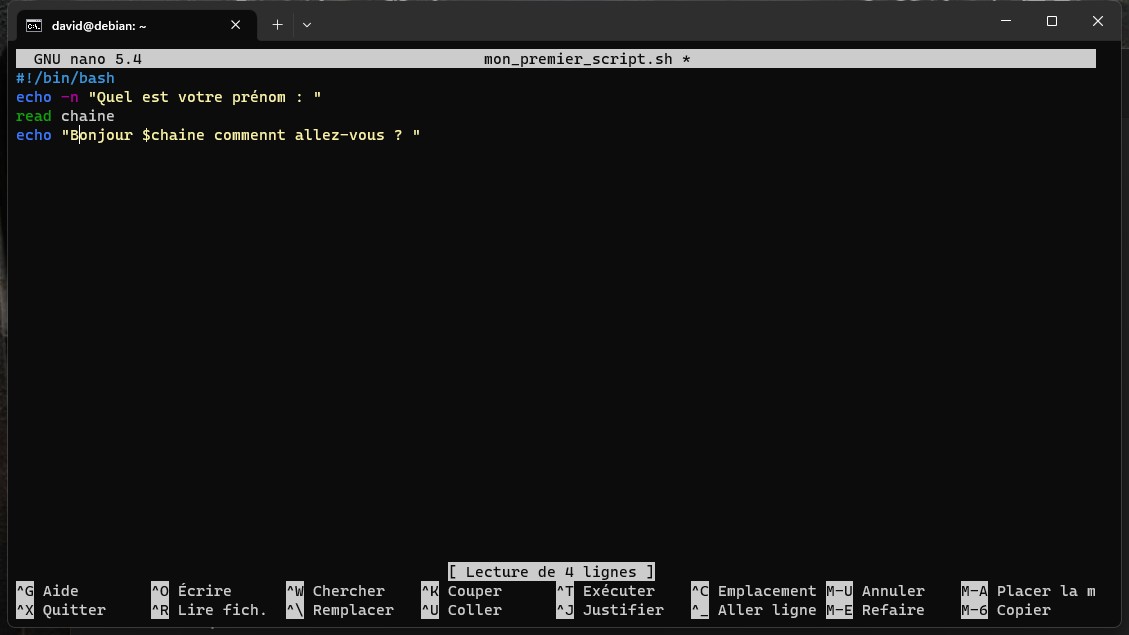 david@debian: ~
GNU nano 5.4 mon_premier_script.sh *
#!/bin/bash
echo -n "Quel est votre prénom : "
read chaine
echo "Bonjour $chaine commennt allez-vous ? "
[ Lecture de 4 lignes ]
^G Aide ^O Écrire ^W Chercher ^K Couper ^T Exécuter ^C Emplacement M-U Annuler M-A Placer la m
^X Quitter ^R Lire fich. ^\ Remplacer ^U Coller ^J Justifier ^_ Aller ligne M-E Refaire M-6 Copier